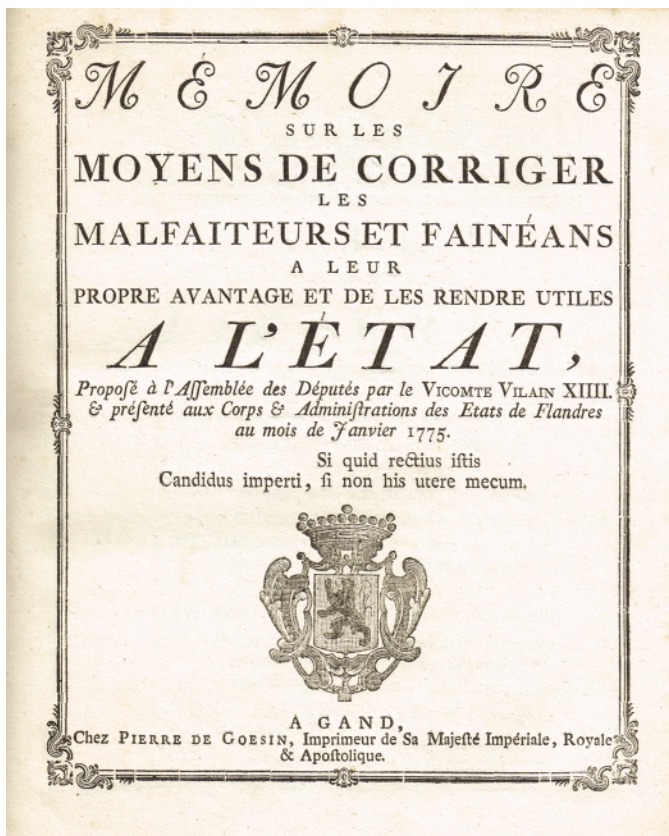 MÉMOIRE
SUR LES
MOYENS DE CORRIGER
LES
MALFAITEURS ET FAINÉANS
A LEUR
PROPRE AVANTAGE ET DE LES RENDRE UTILES
A L'ÉTAT,
Propoſé à l'Aſſemblée des Députés par le VICOMTE VILAIN XIIII.
& préſenté aux Corps & Adminiſtrations des Etats de Flandres
au mois de Janvier 1775.
Si quid rectius iſtis
Candidus imperti, ſi non his utere mecum.
A GAND,
Chez PIERRE DE GOESIN, Imprimeur de Sa Majeſté Impériale, Royale
& Apoſtolique.